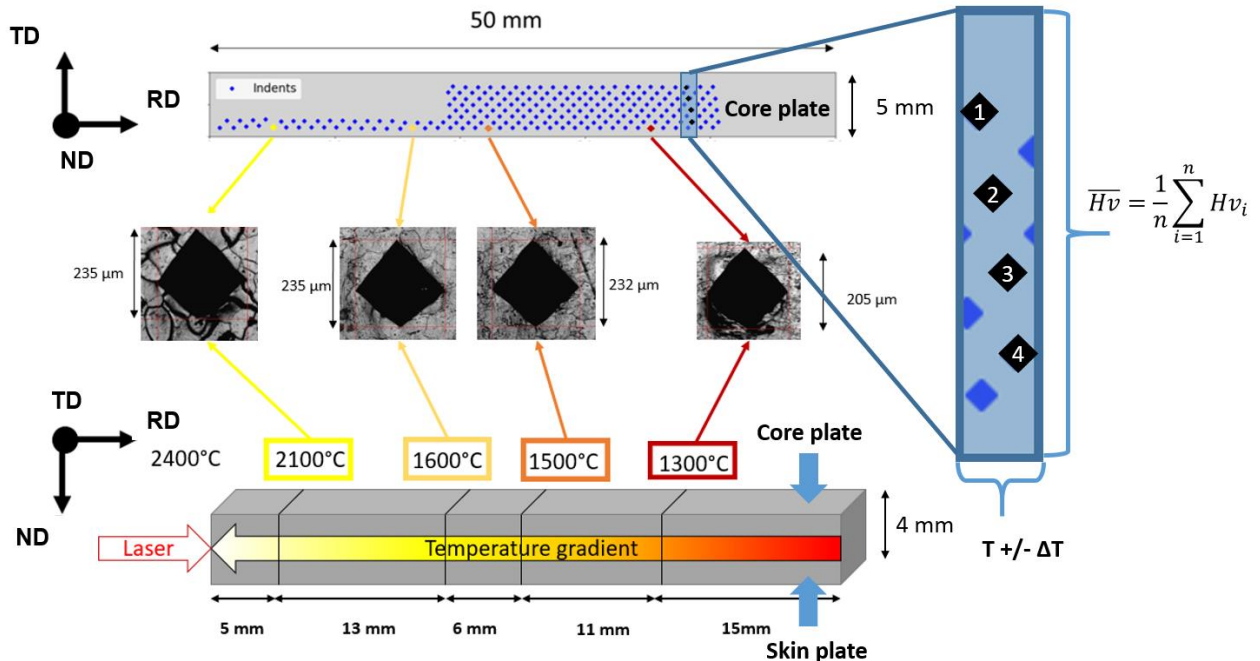 50 mm
TD
RD
ND
Indents
Core plate
5 mm
235 µm
235 µm
232 µm
205 µm
1
2
3
4
$\overline{Hv} = \frac{1}{n} \sum_{i=1}^{n} Hv_i$
T +/- ΔT
TD
RD
ND
2400°C
2100°C
1600°C
1500°C
1300°C
Core plate
4 mm
Laser
Temperature gradient
5 mm
13 mm
6 mm
11 mm
15mm
Skin plate